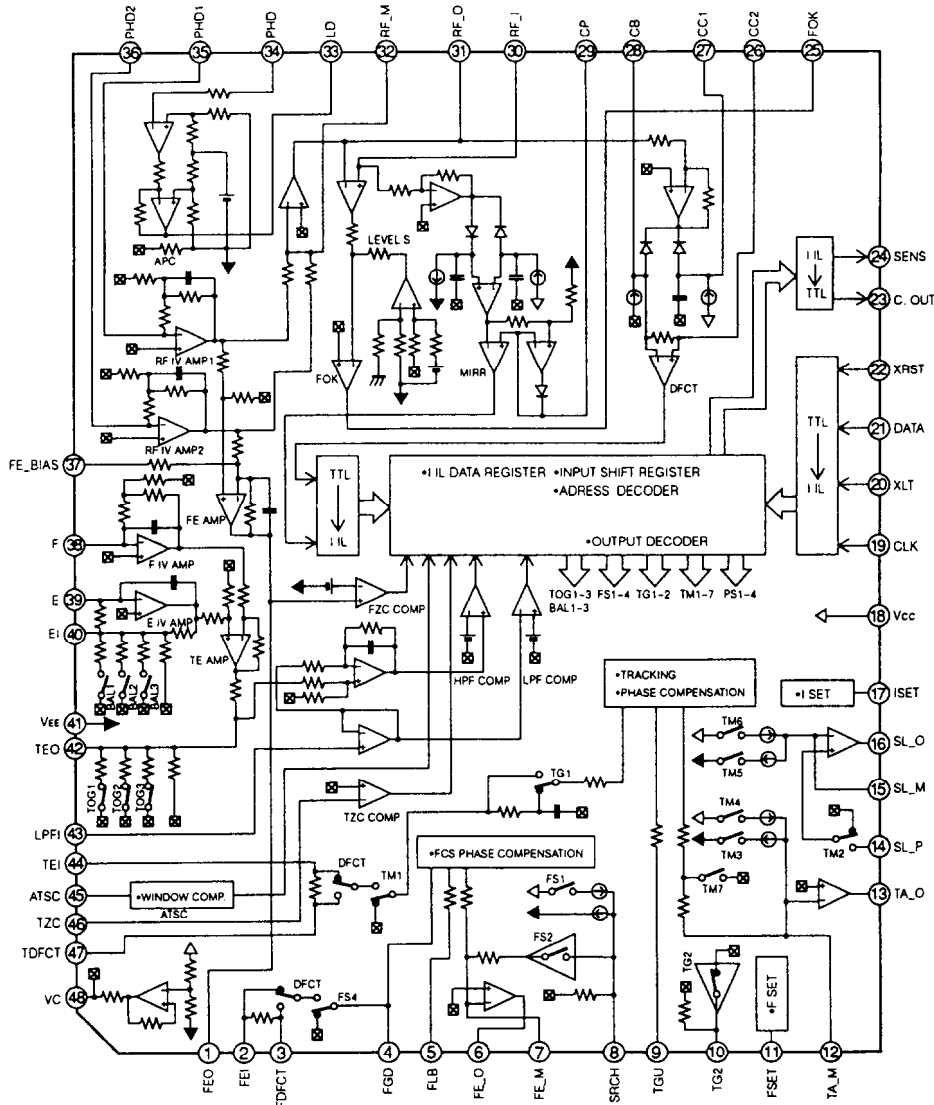 PHD2
PHD1
PHD
LD
RF_M
RF_O
RF_I
CP
CB
CC1
CC2
FOK
36
35
34
33
32
31
30
29
28
27
26
25
APC
LEVEL S
RF IV AMP1
FOK
MIRR
DFCT
IIL
TTL
24 SENS
23 C. OUT
RF IV AMP2
22 XRST
TTL
IIL
21 DATA
20 XLT
19 CLK
FE_BIAS 37
TTL
IIL
•IIL DATA REGISTER •INPUT SHIFT REGISTER
•ADRESS DECODER
•OUTPUT DECODER
FE AMP
F 38
F IV AMP
TOG1-3 FS1-4 TG1-2 TM1-7 PS1-4
BAL1-3
E 39
E IV AMP
FZC COMP
18 Vcc
EI 40
TE AMP
BAL1
BAL2
BAL3
HPF COMP
LPF COMP
•TRACKING
•PHASE COMPENSATION
•I SET
17 ISET
VEE 41
TEO 42
TM6
TM5
16 SL_O
15 SL_M
TOG1
TOG2
TOG3
TZC COMP
TG1
TM4
TM3
TM2
14 SL_P
LPFI 43
TEI 44
•FCS PHASE COMPENSATION
DFCT
TM1
TM7
13 TA_O
ATSC 45
•WINDOW COMP.
ATSC
FS1
TZC 46
TDFCT 47
FS2
TG2
•F SET
VC 48
DFCT
FS4
1
2
3
4
5
6
7
8
9
10
11
12
FEO
FEI
FDFCT
FGD
FLB
FE_O
FE_M
SRCH
TGU
TG2
FSET
TA_M